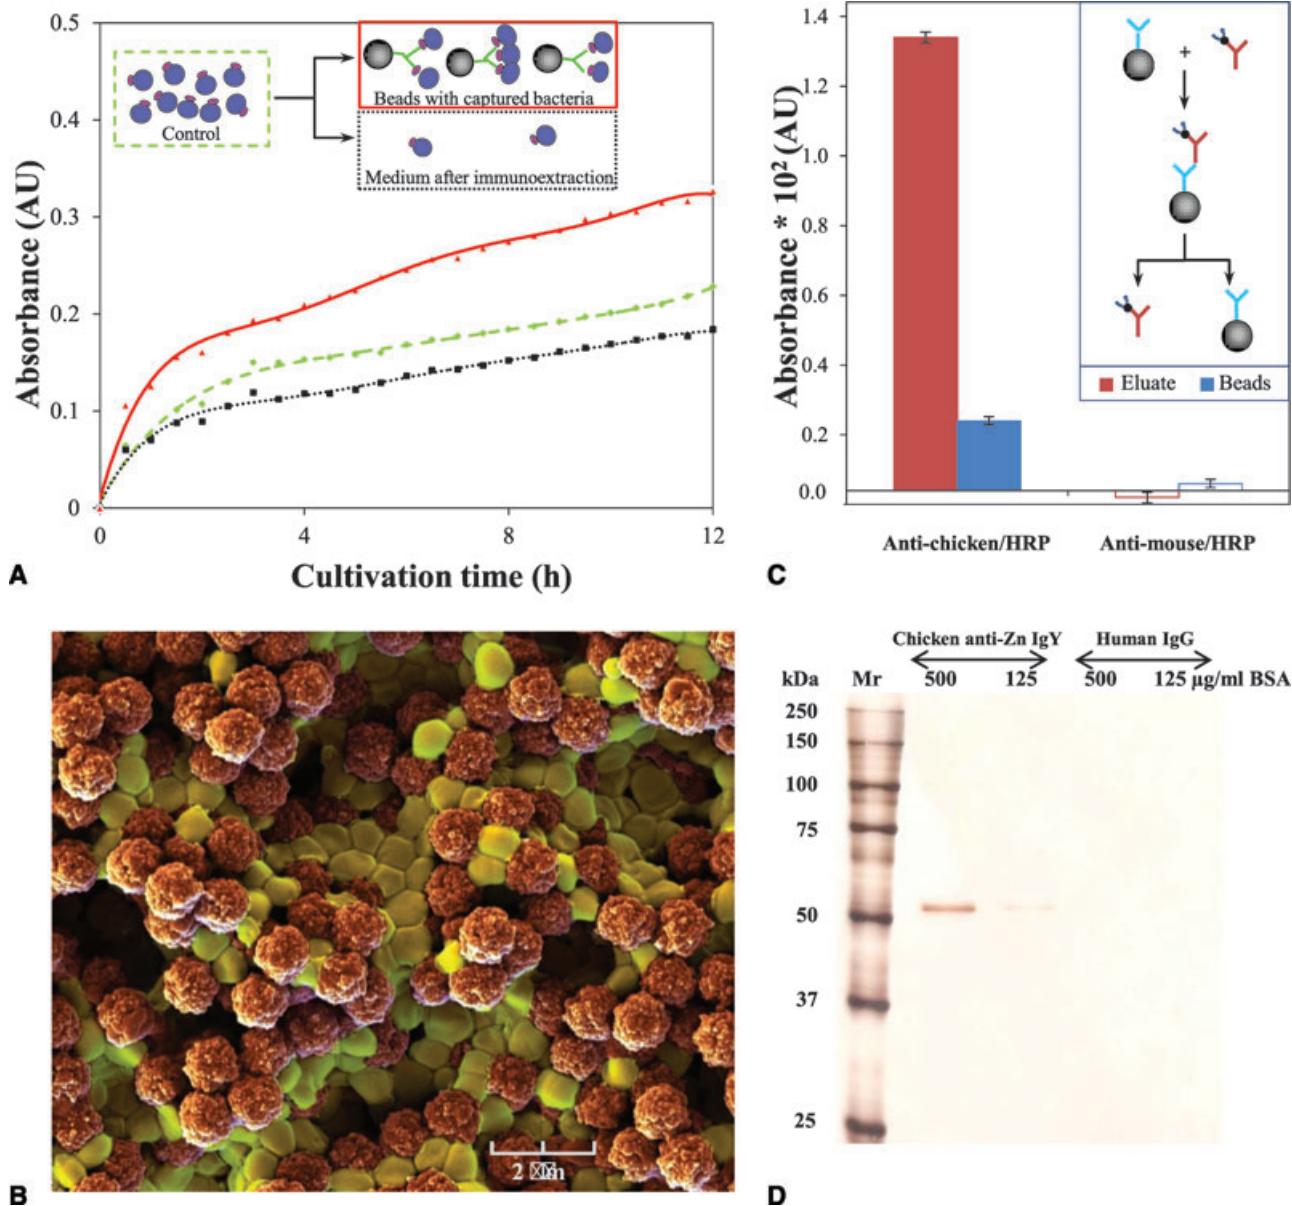 0.5
0.4
0.3
0.2
0.1
0
Absorbance (AU)
Control
Beads with captured bacteria
Medium after immunoextraction
0
4
8
12
Cultivation time (h)
A
1.4
1.2
1.0
0.8
0.6
0.4
0.2
0.0
Absorbance * 10² (AU)
+
Eluate
Beads
Anti-chicken/HRP
Anti-mouse/HRP
C
B
Chicken anti-Zn IgY
Human IgG
kDa
Mr
500
125
500
125 µg/ml BSA
250
150
100
75
50
37
25
D